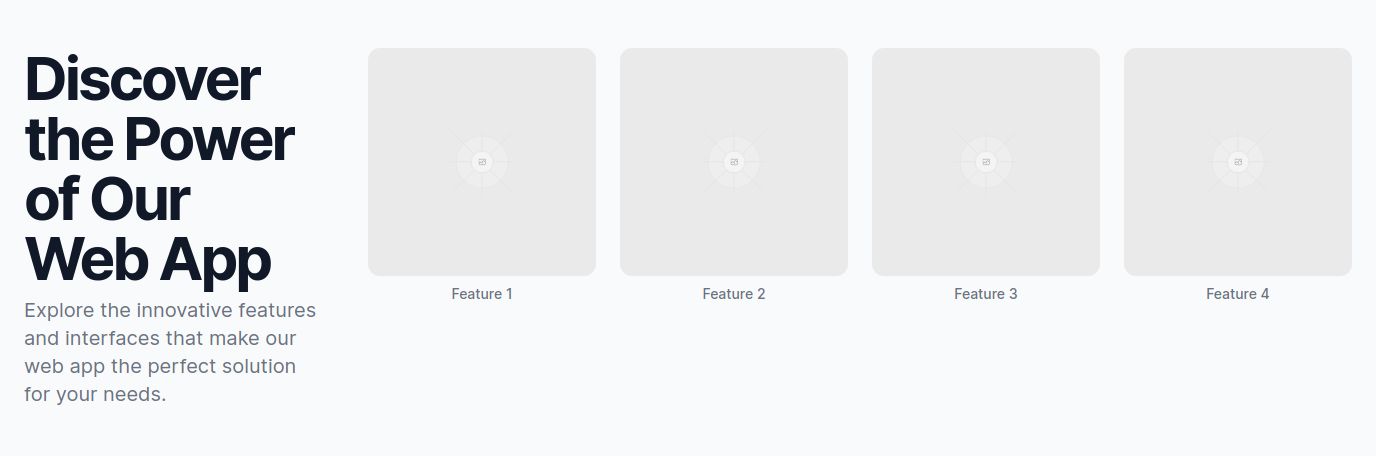 Discover
the Power
of Our
Web App
Explore the innovative features
and interfaces that make our
web app the perfect solution
for your needs.
Feature 1
Feature 2
Feature 3
Feature 4